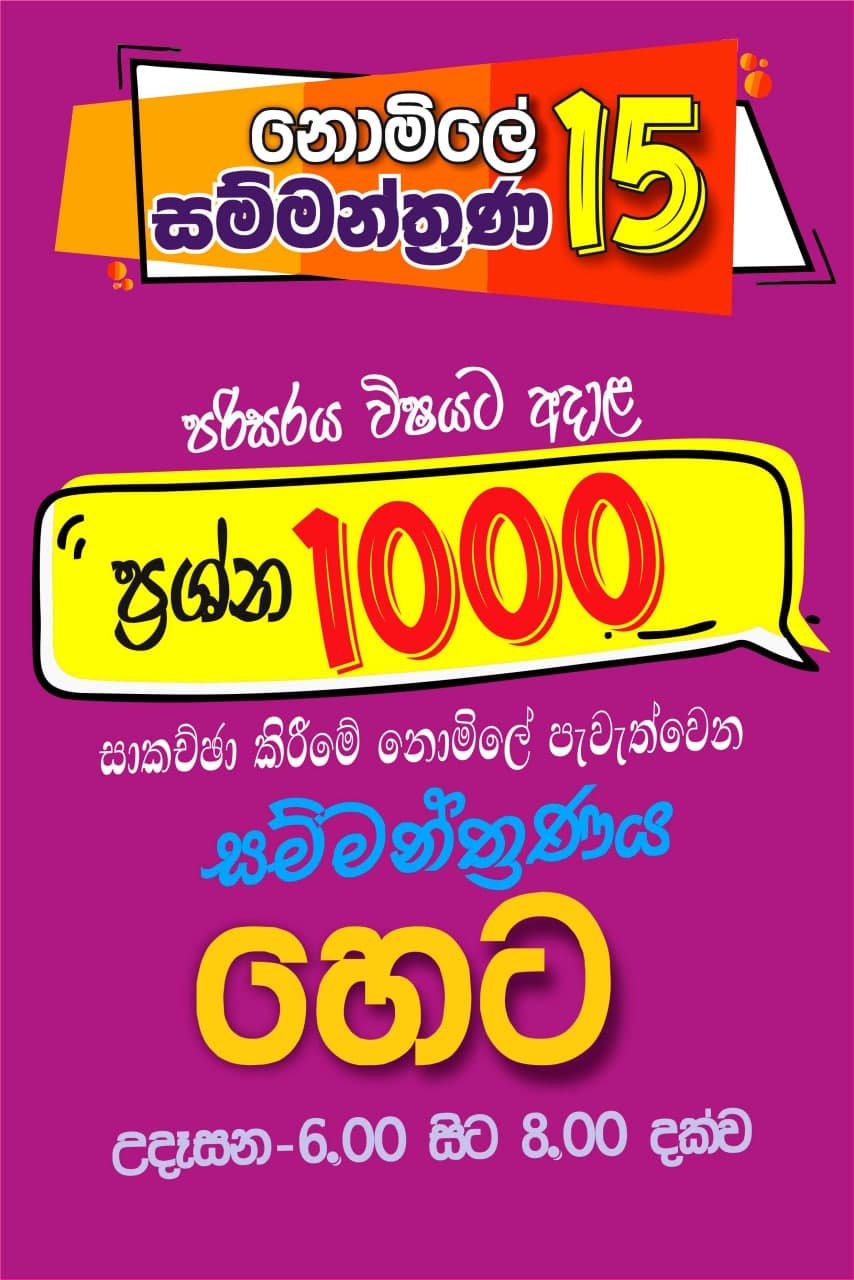 නොමිලේ
සම්මන්ත්‍රණ 15
පරිසරය විෂයට අදාළ
ප්‍රශ්න 1000
සාකච්ඡා කිරීමේ නොමිලේ පැවැත්වෙන
සම්මන්ත්‍රණය
හෙට
උදෑසන-6.00 සිට 8.00 දක්ව